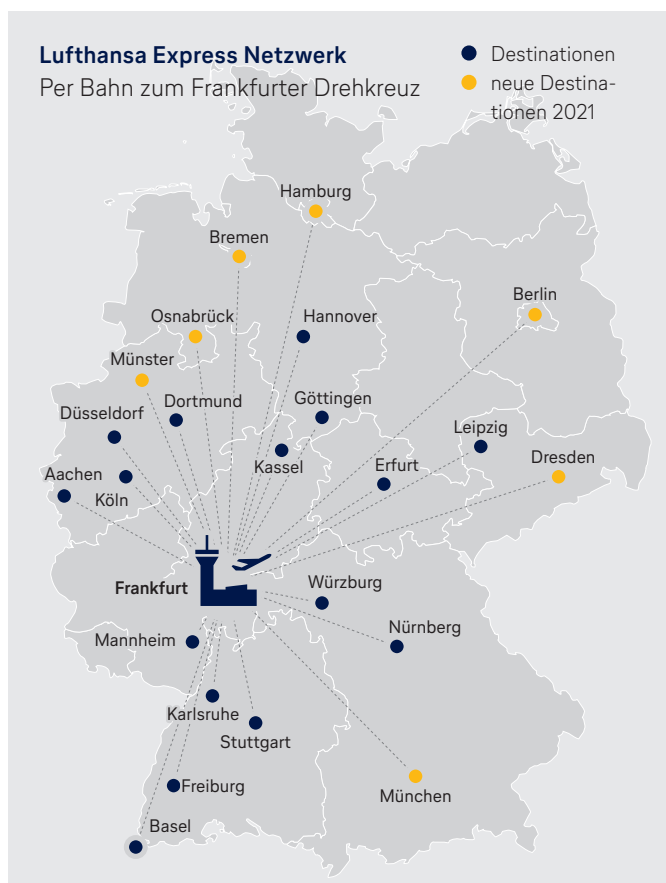 Lufthansa Express Netzwerk
Per Bahn zum Frankfurter Drehkreuz
Destinationen
neue Destina-
tionen 2021
Hamburg
Bremen
Berlin
Osnabrück
Hannover
Münster
Dortmund
Göttingen
Düsseldorf
Leipzig
Kassel
Erfurt
Dresden
Aachen
Köln
Würzburg
Frankfurt
Nürnberg
Mannheim
Karlsruhe
Stuttgart
Freiburg
München
Basel